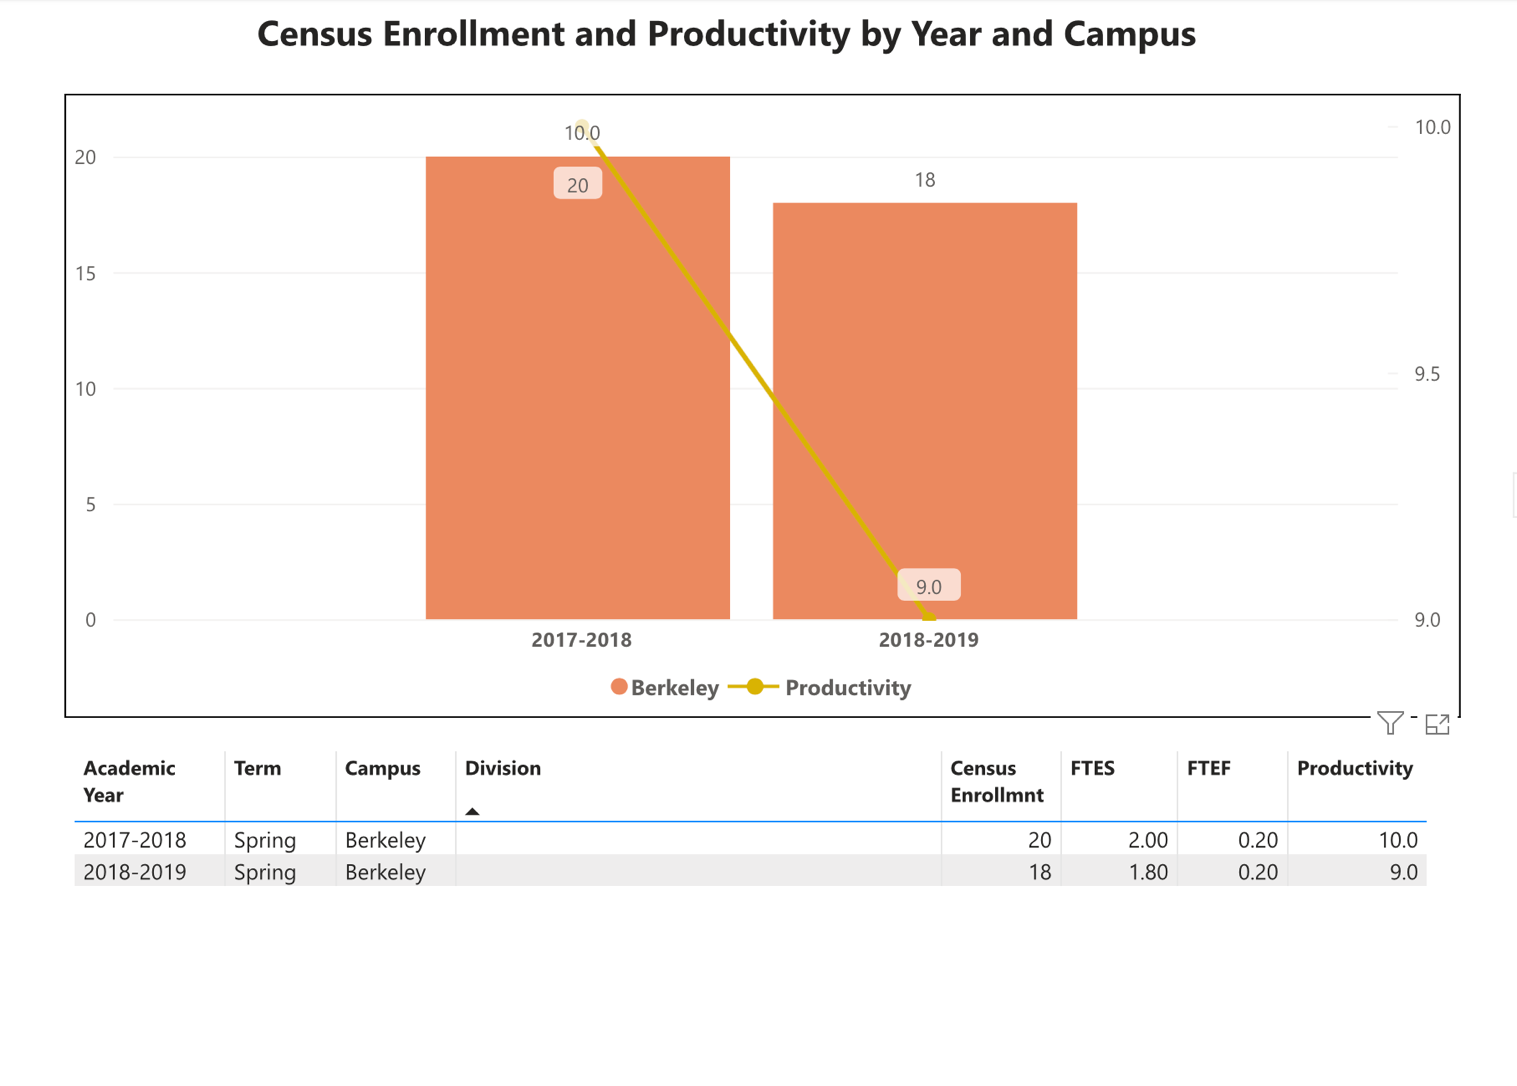 Census Enrollment and Productivity by Year and Campus
10.0
10.0
20
20
18
15
9.5
10
5
9.0
0
9.0
2017-2018
2018-2019
Berkeley
Productivity
Academic Year
Term
Campus
Division
Census Enrollmnt
FTES
FTEF
Productivity
2017-2018 Spring Berkeley 20 2.00 0.20 10.0
2018-2019 Spring Berkeley 18 1.80 0.20 9.0